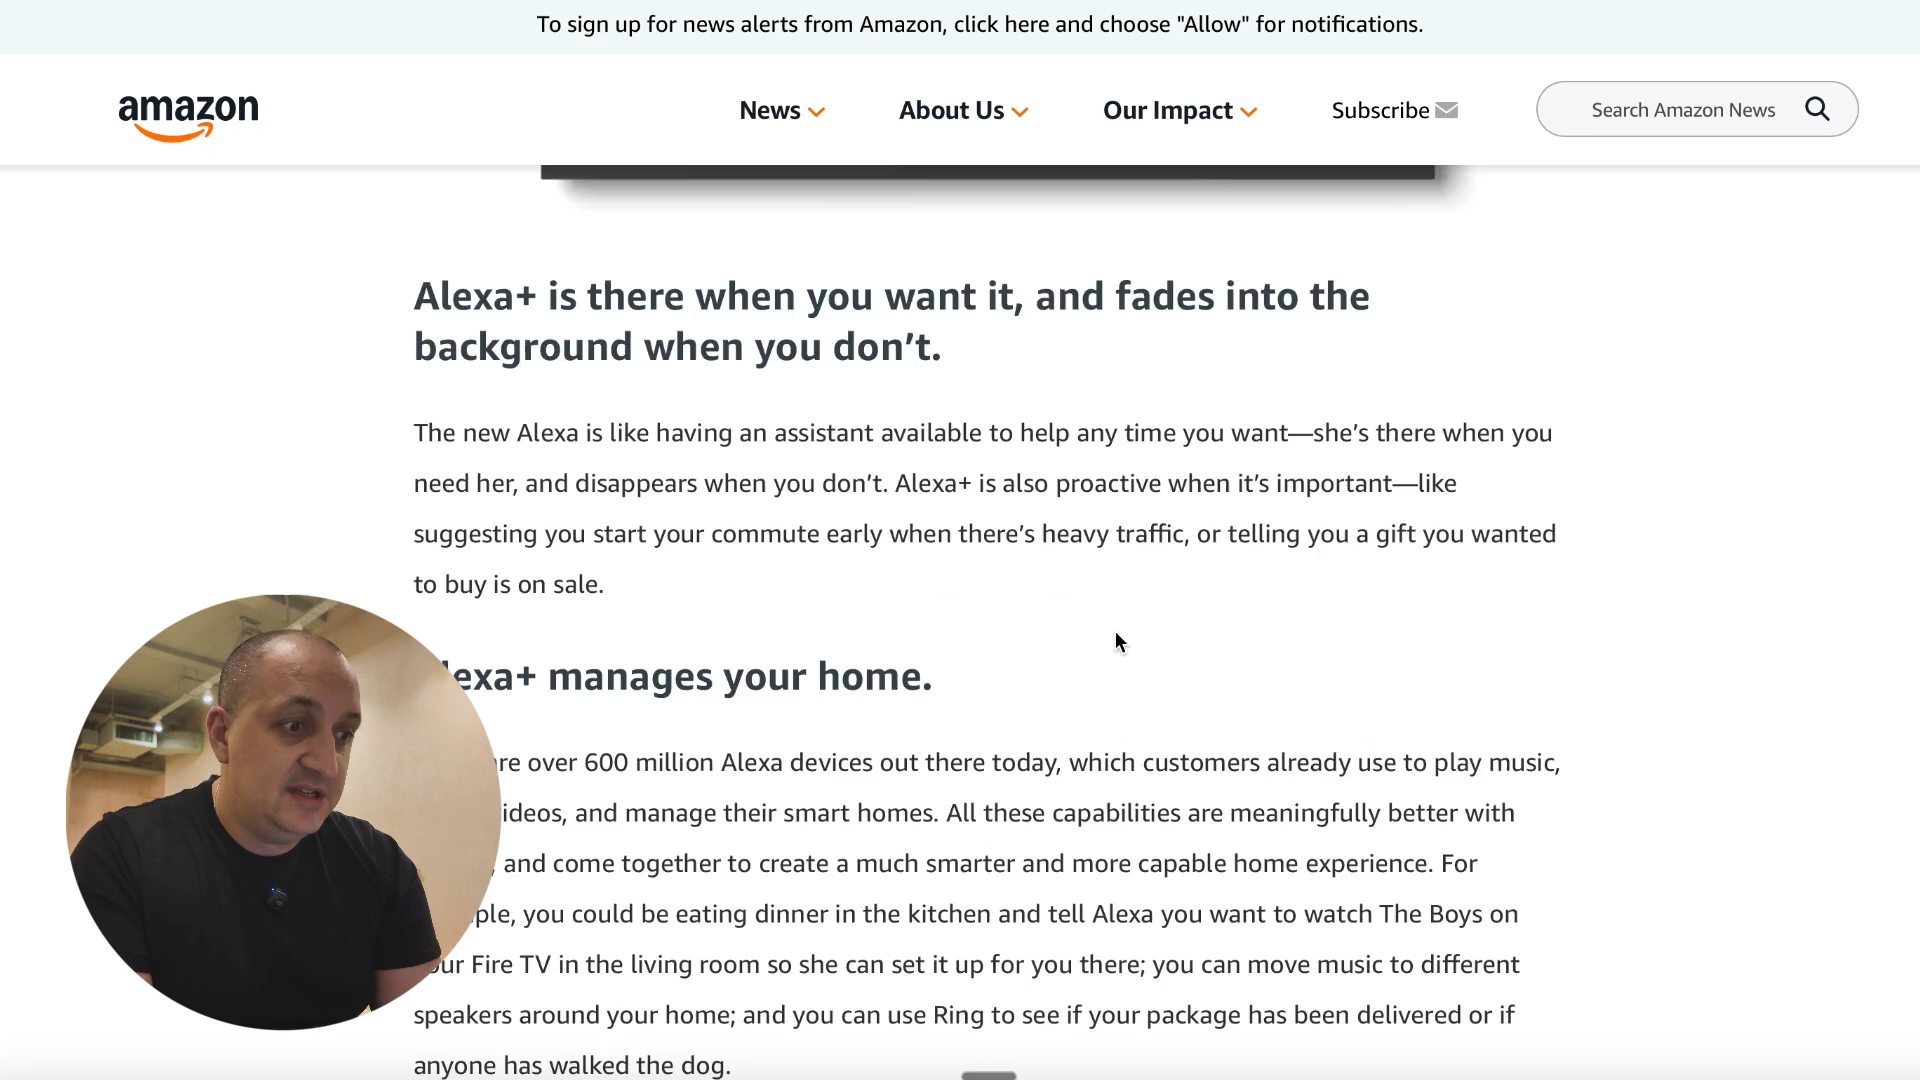 To sign up for news alerts from Amazon, click here and choose "Allow" for notifications.
amazon
News
About Us
Our Impact
Subscribe
Search Amazon News
Alexa+ is there when you want it, and fades into the
background when you don’t.
The new Alexa is like having an assistant available to help any time you want—she’s there when you
need her, and disappears when you don’t. Alexa+ is also proactive when it’s important—like
suggesting you start your commute early when there’s heavy traffic, or telling you a gift you wanted
to buy is on sale.
exa+ manages your home.
re over 600 million Alexa devices out there today, which customers already use to play music,
ideos, and manage their smart homes. All these capabilities are meaningfully better with
, and come together to create a much smarter and more capable home experience. For
ple, you could be eating dinner in the kitchen and tell Alexa you want to watch The Boys on
ur Fire TV in the living room so she can set it up for you there; you can move music to different
speakers around your home; and you can use Ring to see if your package has been delivered or if
anyone has walked the dog.